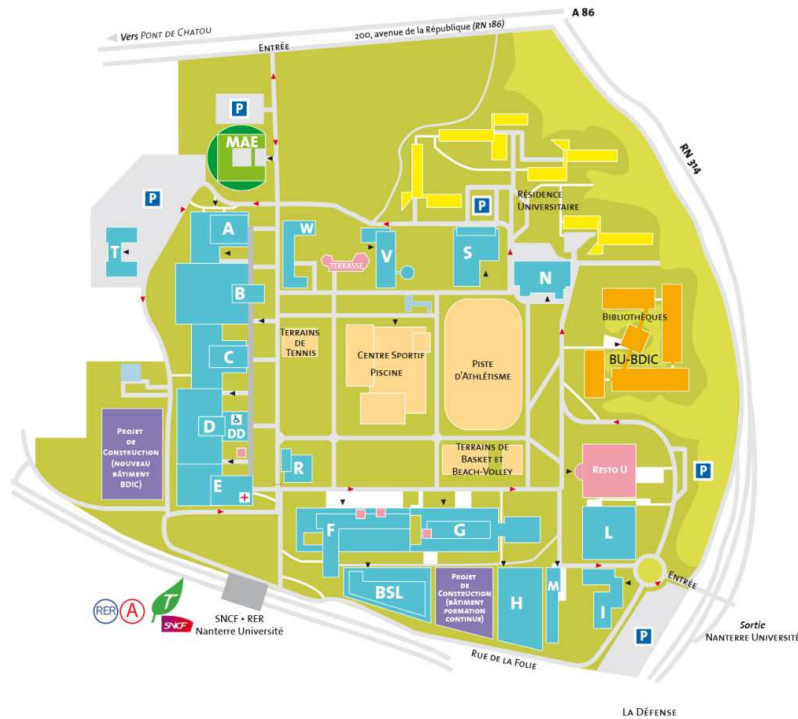 A 86
Vers PONT DE CHATOU
200, avenue de la République (RN 186)
ENTRÉE
P
MAE
RN 314
P
RÉSIDENCE
UNIVERSITAIRE
P
A
W
T
V
S
TERRASSE
N
B
BIBLIOTHÈQUES
TERRAINS
DE
TENNIS
CENTRE SPORTIF
PISCINE
PISTE
D'ATHLÉTISME
BU-BDIC
C
PROJET
DE
CONSTRUCTION
(NOUVEAU
BÂTIMENT
BDIC)
D
DD
TERRAINS DE
BASKET ET
BEACH-VOLLEY
RESTO U
P
R
E
F
G
L
BSL
PROJET
DE
CONSTRUCTION
(BÂTIMENT
FORMATION
CONTINUE)
H
M
I
ENTRÉE
RER
A
T
SNCF
SNCF • RER
Nanterre Université
P
Sortie
NANTERRE UNIVERSITÉ
RUE DE LA FOLIE
LA DÉFENSE